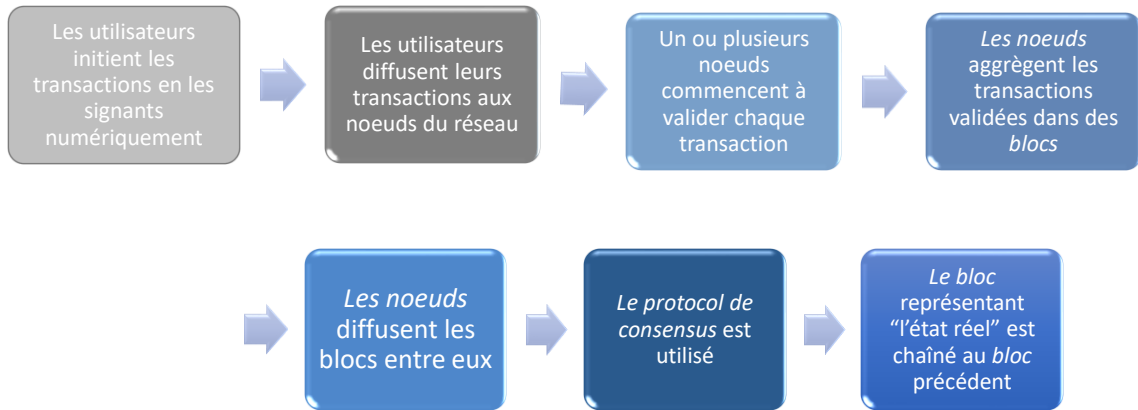 Les utilisateurs
initient les
transactions en les
signants
numériquement
Les utilisateurs
diffusent leurs
transactions aux
noeuds du réseau
Un ou plusieurs
noeuds
commencent à
valider chaque
transaction
Les noeuds
aggrègent les
transactions
validées dans des
blocs
Les noeuds
diffusent les
blocs entre eux
Le protocol de
consensus est
utilisé
Le bloc
représentant
“l’état réel” est
chaîné au bloc
précédent